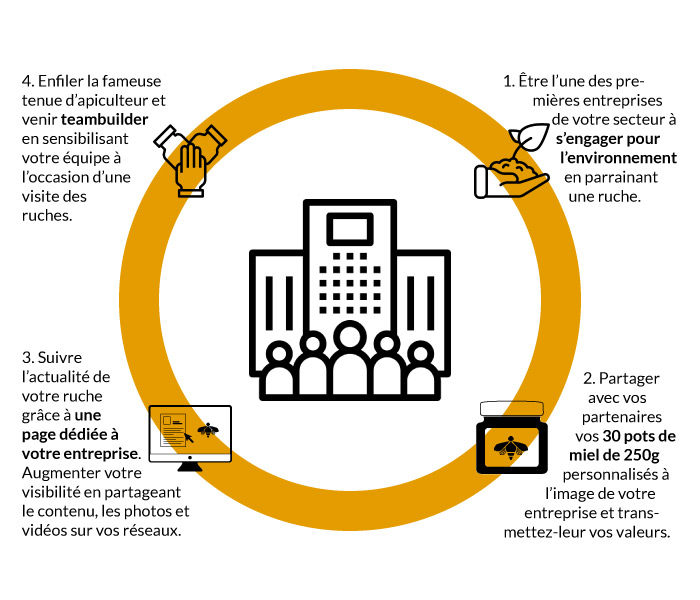 1. Être l'une des pre-
mières entreprises
de votre secteur à
s'engager pour
l'environnement
en parrainant
une ruche.
2. Partager
avec vos
partenaires
vos 30 pots de
miel de 250g
personnalisés à
l'image de votre
entreprise et trans-
mettez-leur vos valeurs.
3. Suivre
l'actualité de
votre ruche
grâce à une
page dédiée à
votre entreprise.
Augmenter votre
visibilité en partageant
le contenu, les photos et
vidéos sur vos réseaux.
4. Enfiler la fameuse
tenue d'apiculteur et
venir teambuilder
en sensibilisant
votre équipe à
l'occasion d'une
visite des
ruches.